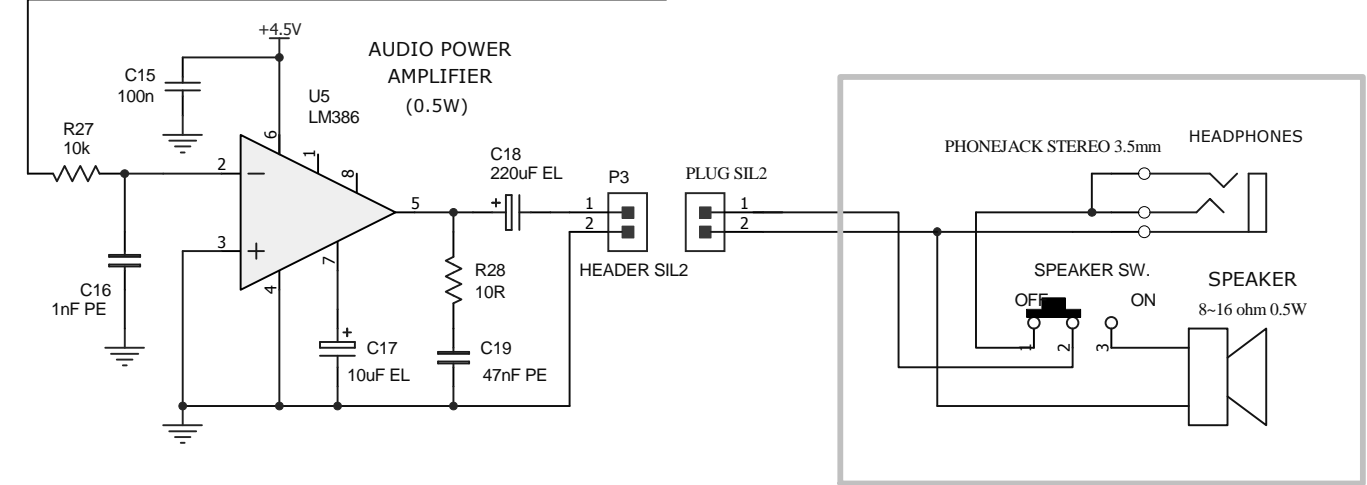 +4.5V
AUDIO POWER
AMPLIFIER
(0.5W)
C15
100n
U5
LM386
R27
10k
6
1
8
2
3
5
7
4
C16
1nF PE
C17
10uF EL
C18
220uF EL
R28
10R
C19
47nF PE
P3
1
2
HEADER SIL2
PLUG SIL2
1
2
PHONEJACK STEREO 3.5mm
HEADPHONES
SPEAKER SW.
OFF
ON
1
2
3
SPEAKER
8~16 ohm 0.5W